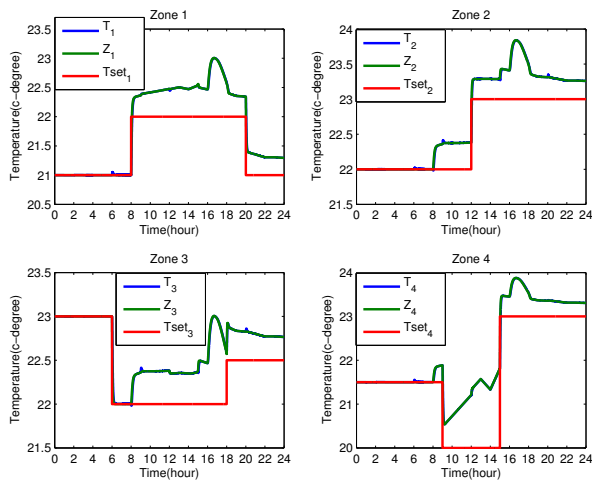 Zone 1
23.5
23
22.5
22
21.5
21
20.5
Temperature(c-degree)
T1
Z1
Tset1
0 2 4 6 8 10 12 14 16 18 20 22 24
Time(hour)
Zone 2
24
23.5
23
22.5
22
21.5
Temperature(c-degree)
T2
Z2
Tset2
0 2 4 6 8 10 12 14 16 18 20 22 24
Time(hour)
Zone 3
23.5
23
22.5
22
21.5
Temperature(c-degree)
T3
Z3
Tset3
0 2 4 6 8 10 12 14 16 18 20 22 24
Time(hour)
Zone 4
24
23
22
21
20
Temperature(c-degree)
T4
Z4
Tset4
0 2 4 6 8 10 12 14 16 18 20 22 24
Time(hour)